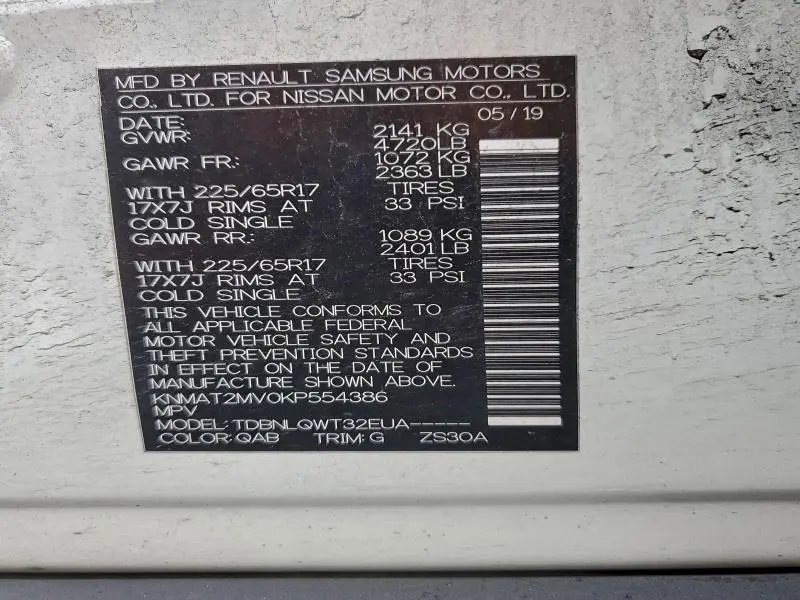 MFD BY RENAULT SAMSUNG MOTORS
CO., LTD. FOR NISSAN MOTOR CO., LTD.
DATE: 05/19
GVWR: 2141 KG
4720LB
GAWR FR.: 1072 KG
2363 LB
WITH 225/65R17 TIRES
17X7J RIMS AT 33 PSI
COLD SINGLE
GAWR RR.: 1089 KG
2401 LB
WITH 225/65R17 TIRES
17X7J RIMS AT 33 PSI
COLD SINGLE
THIS VEHICLE CONFORMS TO
ALL APPLICABLE FEDERAL
MOTOR VEHICLE SAFETY AND
THEFT PREVENTION STANDARDS
IN EFFECT ON THE DATE OF
MANUFACTURE SHOWN ABOVE.
KNMAT2MV0KP554386
MPV
MODEL: TDBNLQWT32EUA-----
COLOR: QAB TRIM: G ZS30A